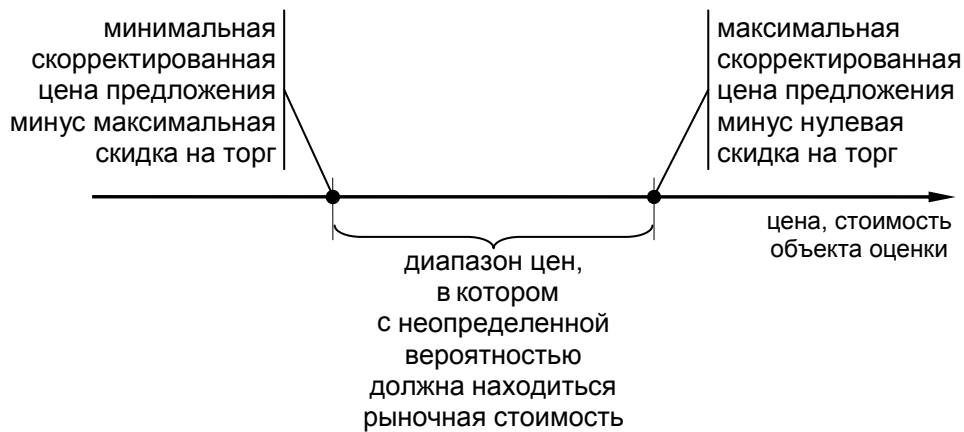 минимальная
скорректированная
цена предложения
минус максимальная
скидка на торг
максимальная
скорректированная
цена предложения
минус нулевая
скидка на торг
цена, стоимость
объекта оценки
диапазон цен,
в котором
с неопределенной
вероятностью
должна находиться
рыночная стоимость